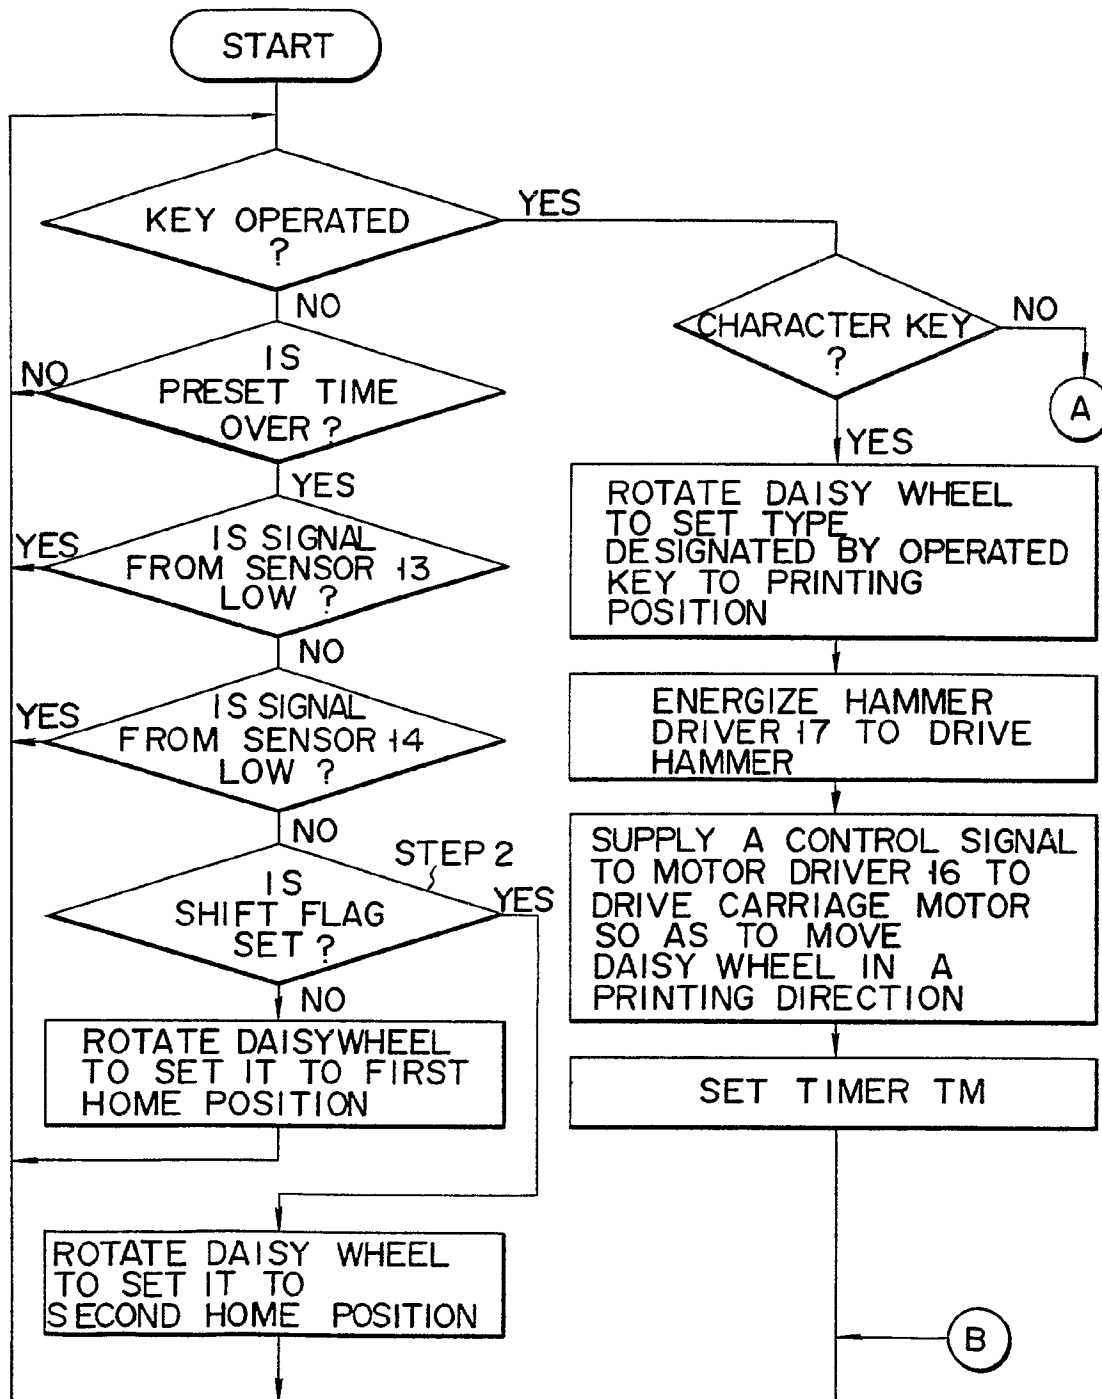 START
KEY OPERATED
?
YES
NO
IS
PRESET TIME
OVER?
NO
YES
IS SIGNAL
FROM SENSOR 13
LOW ?
YES
NO
IS SIGNAL
FROM SENSOR 14
LOW ?
YES
NO
STEP 2
IS
SHIFT FLAG
SET ?
YES
NO
ROTATE DAISYWHEEL
TO SET IT TO FIRST
HOME POSITION
ROTATE DAISY WHEEL
TO SET IT TO
SECOND HOME POSITION
CHARACTER KEY
?
NO
A
YES
ROTATE DAISY WHEEL
TO SET TYPE
DESIGNATED BY OPERATED
KEY TO PRINTING
POSITION
ENERGIZE HAMMER
DRIVER 17 TO DRIVE
HAMMER
SUPPLY A CONTROL SIGNAL
TO MOTOR DRIVER 16 TO
DRIVE CARRIAGE MOTOR
SO AS TO MOVE
DAISY WHEEL IN A
PRINTING DIRECTION
SET TIMER TM
B